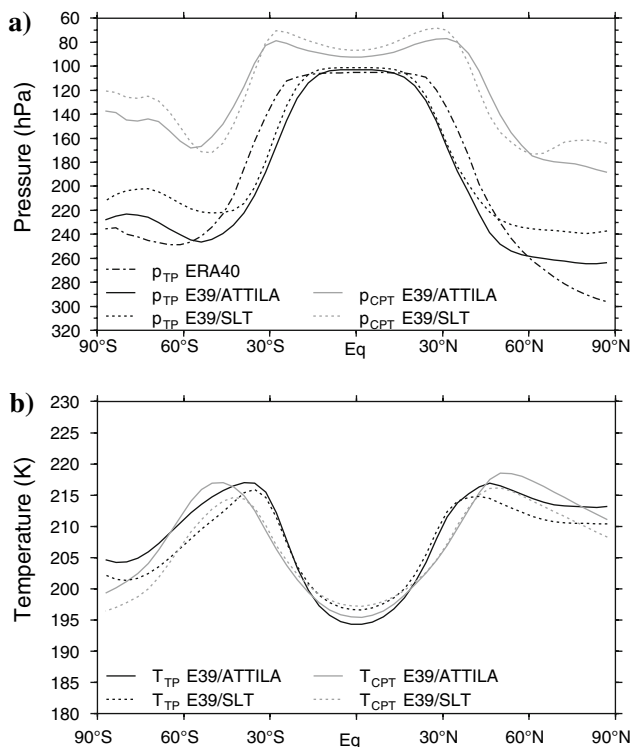 a)
Pressure (hPa)
60
80
100
120
140
160
180
200
220
240
260
280
300
320
p_TP ERA40
p_TP E39/ATTILA
p_TP E39/SLT
p_CPT E39/ATTILA
p_CPT E39/SLT
90°S 60°S 30°S Eq 30°N 60°N 90°N
b)
Temperature (K)
230
225
220
215
210
205
200
195
190
185
180
T_TP E39/ATTILA
T_TP E39/SLT
T_CPT E39/ATTILA
T_CPT E39/SLT
90°S 60°S 30°S Eq 30°N 60°N 90°N